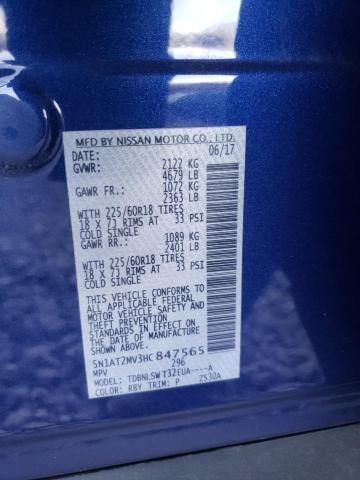 MFD BY NISSAN MOTOR CO., LTD.
DATE: 06/17
GVWR: 2122 KG
4679 LB
GAWR FR.: 1072 KG
2363 LB
WITH 225/60R18 TIRES
18 X 7J RIMS AT 33 PSI
COLD SINGLE
GAWR RR.: 1089 KG
2401 LB
WITH 225/60R18 TIRES
18 X 7J RIMS AT 33 PSI
COLD SINGLE
THIS VEHICLE CONFORMS TO
ALL APPLICABLE FEDERAL
MOTOR VEHICLE SAFETY AND
THEFT PREVENTION STANDARDS
IN EFFECT ON THE DATE OF
MANUFACTURE SHOWN ABOVE.
5N1AT2MV3HC847565
MPV 296
MODEL: TDBNLSWT32EUA----A
COLOR: RBY TRIM: P 2530A